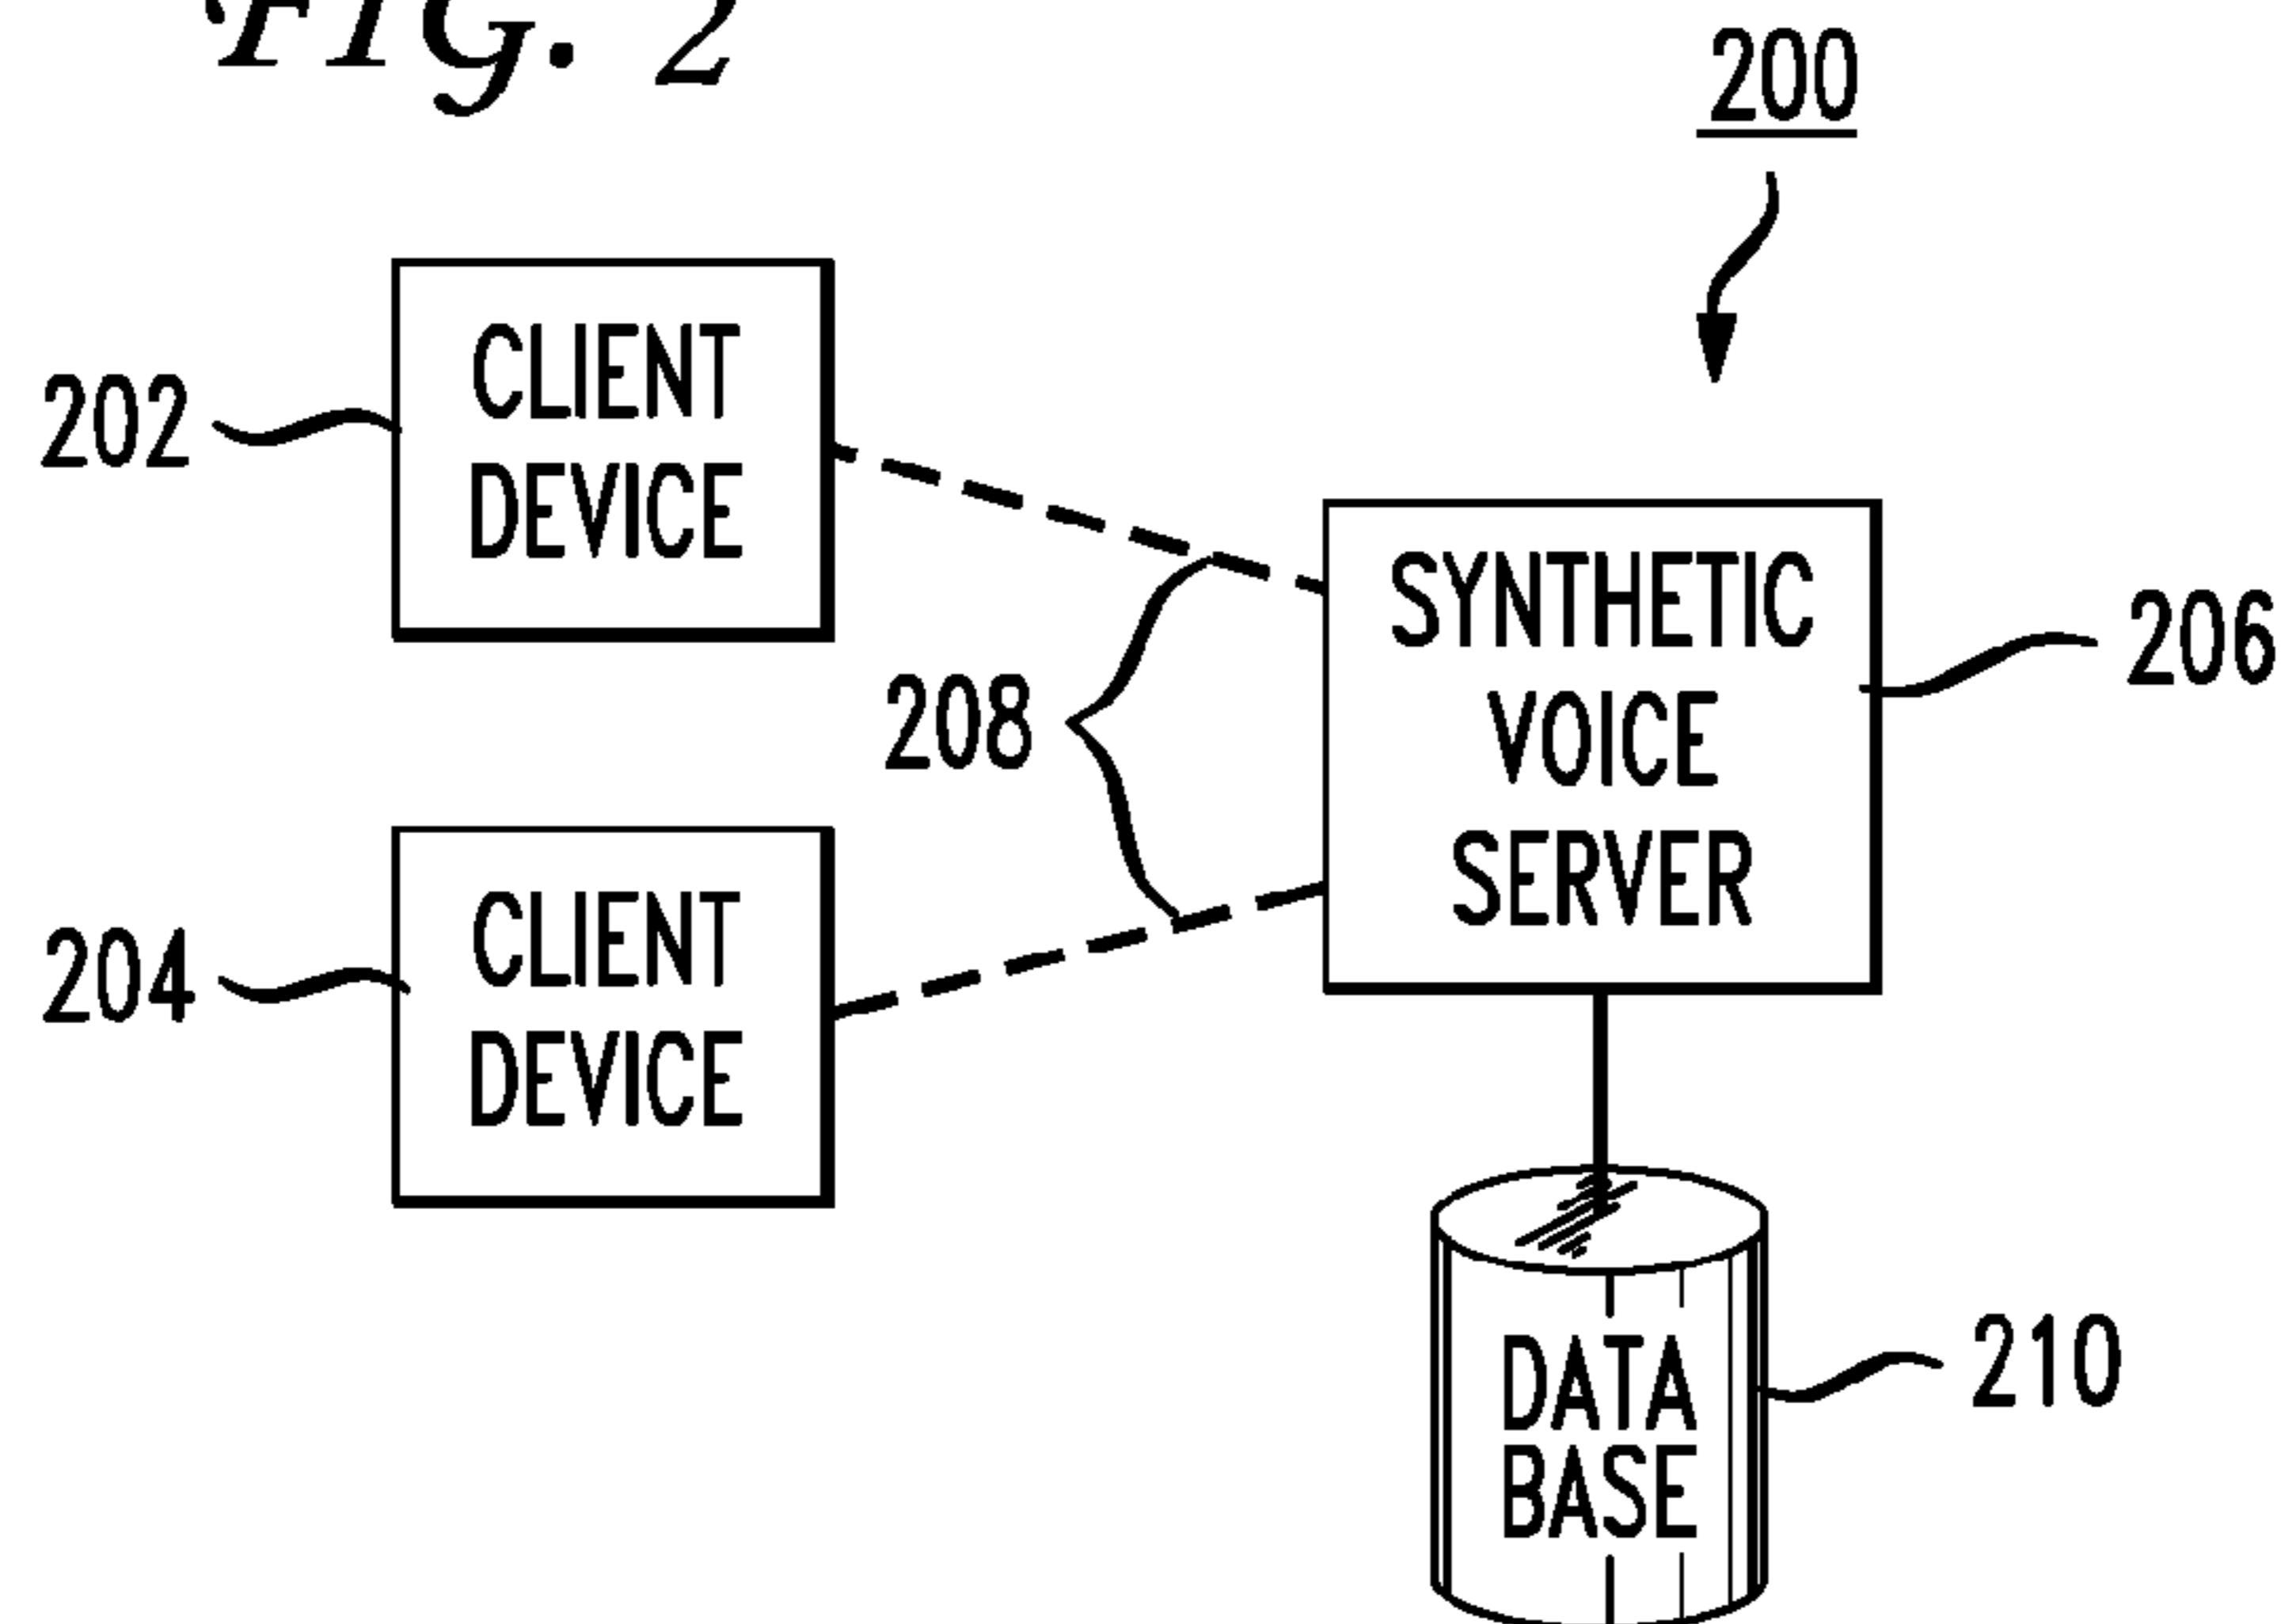 FIG. 2
200
CLIENT
DEVICE
202
SYNTHETIC
VOICE
SERVER
206
208
CLIENT
DEVICE
204
DATA
BASE
210